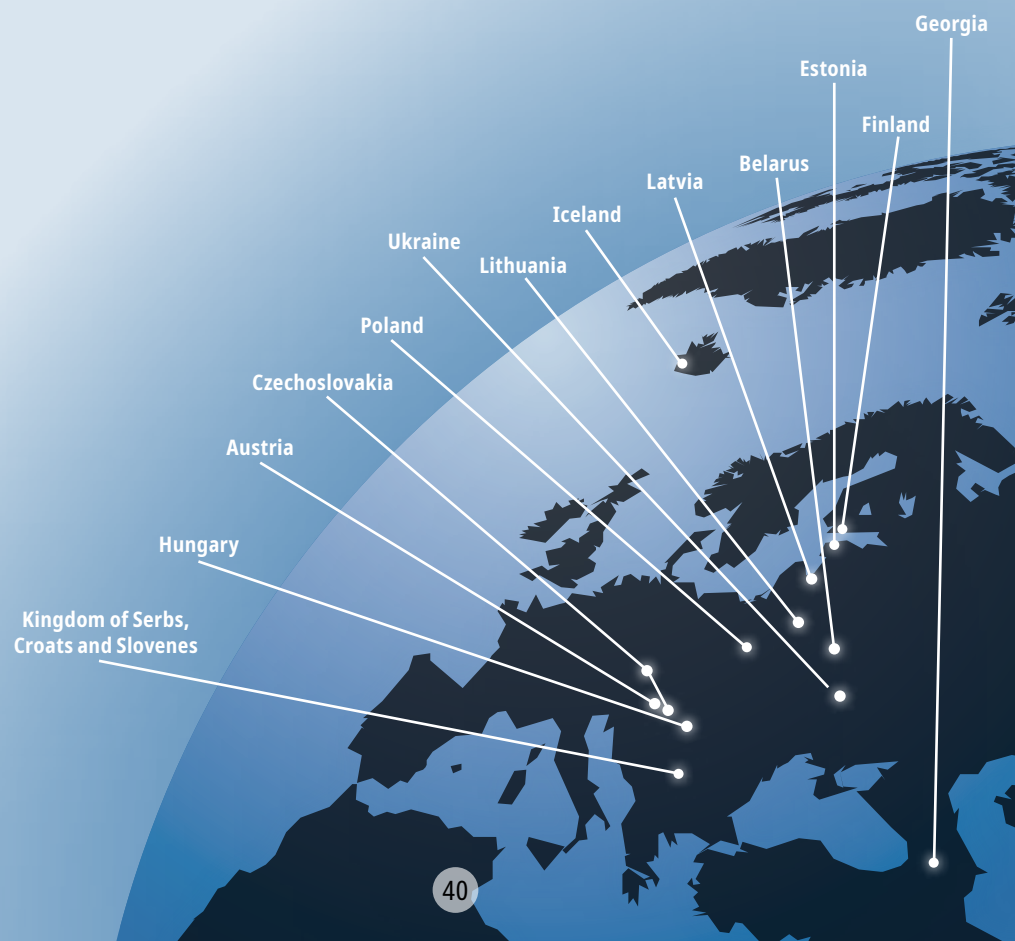 Georgia
Estonia
Finland
Belarus
Latvia
Iceland
Ukraine
Lithuania
Poland
Czechoslovakia
Austria
Hungary
Kingdom of Serbs,
Croats and Slovenes
40